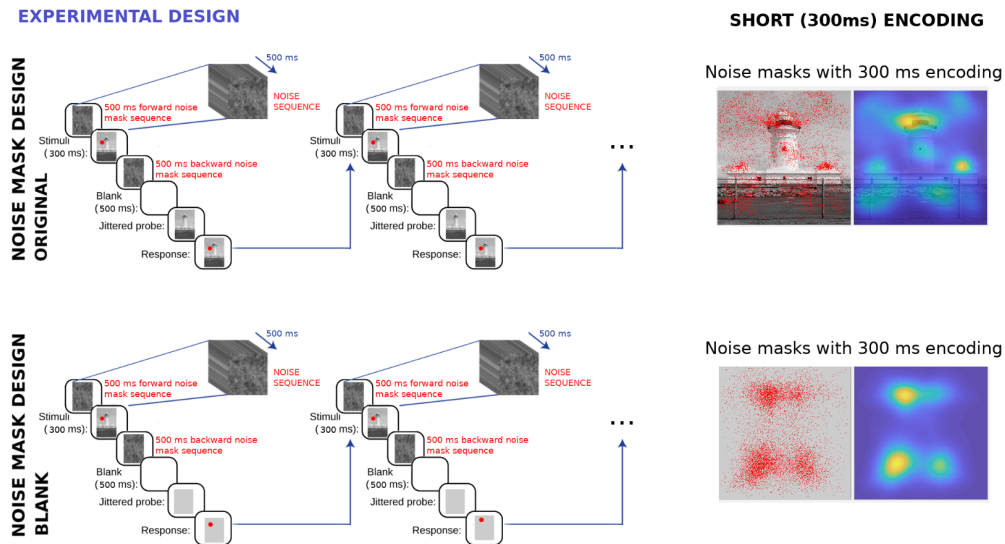 EXPERIMENTAL DESIGN
SHORT (300ms) ENCODING
NOISE MASK DESIGN
ORIGINAL
500 ms
NOISE
SEQUENCE
500 ms forward noise
mask sequence
Stimuli
(300 ms):
500 ms backward noise
mask sequence
Blank
(500 ms):
Jittered probe:
Response:
500 ms
NOISE
SEQUENCE
500 ms forward noise
mask sequence
Stimuli
(300 ms):
500 ms backward noise
mask sequence
Blank
(500 ms):
Jittered probe:
Response:
...
Noise masks with 300 ms encoding
NOISE MASK DESIGN
BLANK
500 ms
NOISE
SEQUENCE
500 ms forward noise
mask sequence
Stimuli
(300 ms):
500 ms backward noise
mask sequence
Blank
(500 ms):
Jittered probe:
Response:
500 ms
NOISE
SEQUENCE
500 ms forward noise
mask sequence
Stimuli
(300 ms):
500 ms backward noise
mask sequence
Blank
(500 ms):
Jittered probe:
Response:
...
Noise masks with 300 ms encoding